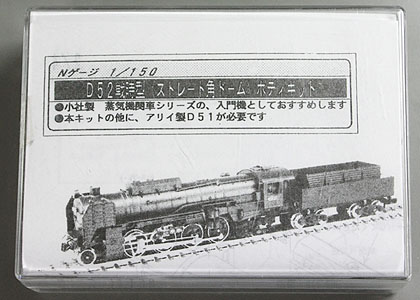 Nゲージ 1／150
D52戦時型 ストレート角ドーム ボディキット
●小社製 蒸気機関車シリーズの、入門機としておすすめします
●本キットの他に、アリイ製D51が必要です